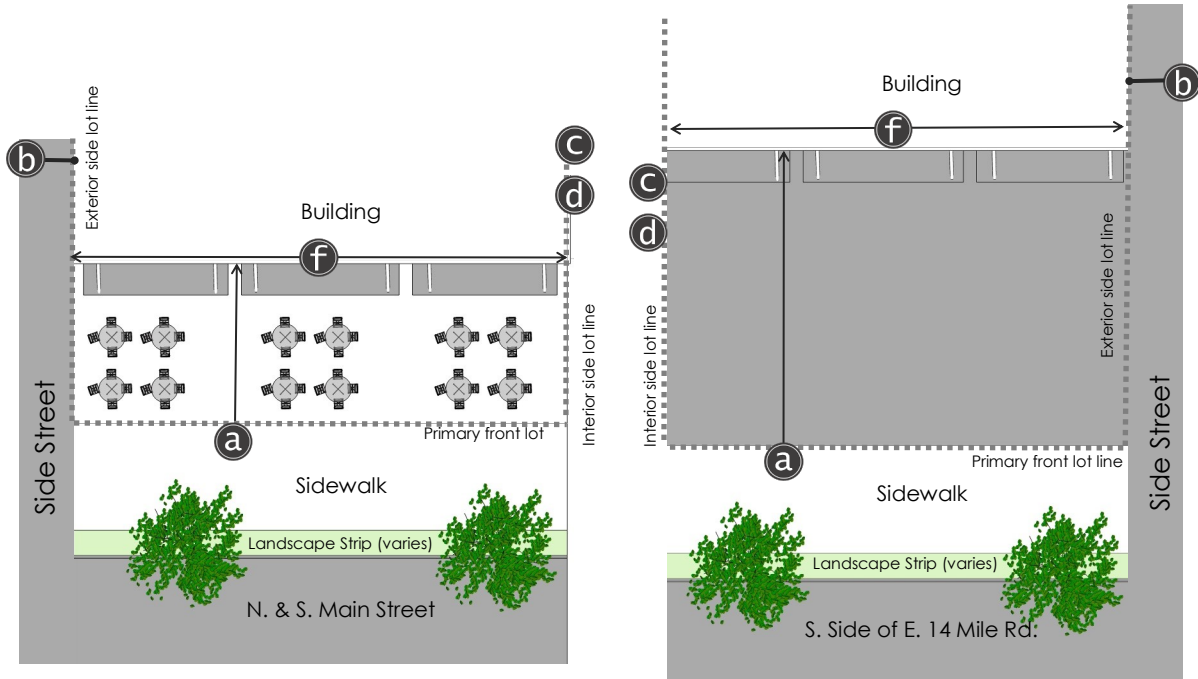 b
Exterior side lot line
c
d
Building
f
Interior side lot line
Side Street
Primary front lot
a
Sidewalk
Landscape Strip (varies)
N. & S. Main Street
Building
b
f
c
d
Interior side lot line
Exterior side lot line
Side Street
a
Primary front lot line
Sidewalk
Landscape Strip (varies)
S. Side of E. 14 Mile Rd.